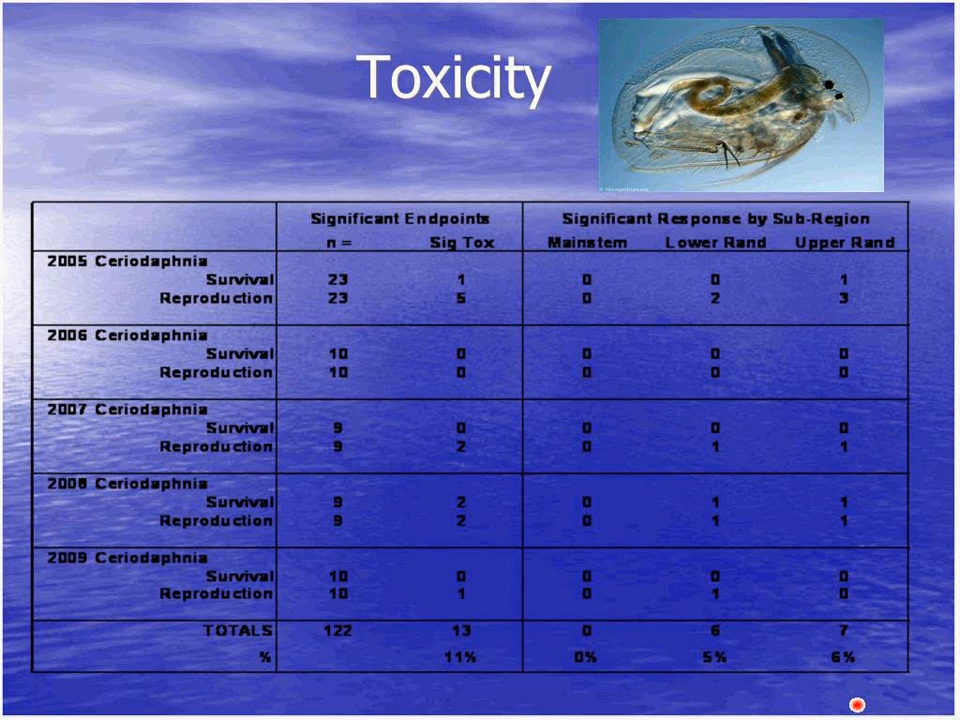 Toxicity
Significant Endpoints Significant Response by Sub-Region
n = Sig Tox Mainstem Lower Rand Upper Rand
2005 Ceriodaphnia
Survival 23 1 0 0 1
Reproduction 23 5 0 2 3
2006 Ceriodaphnia
Survival 10 0 0 0 0
Reproduction 10 0 0 0 0
2007 Ceriodaphnia
Survival 9 0 0 0 0
Reproduction 9 2 0 1 1
2008 Ceriodaphnia
Survival 9 2 0 1 1
Reproduction 9 2 0 1 1
2009 Ceriodaphnia
Survival 10 0 0 0 0
Reproduction 10 1 0 1 0
TOTALS 122 13 0 6 7
% 11% 0% 5% 6%